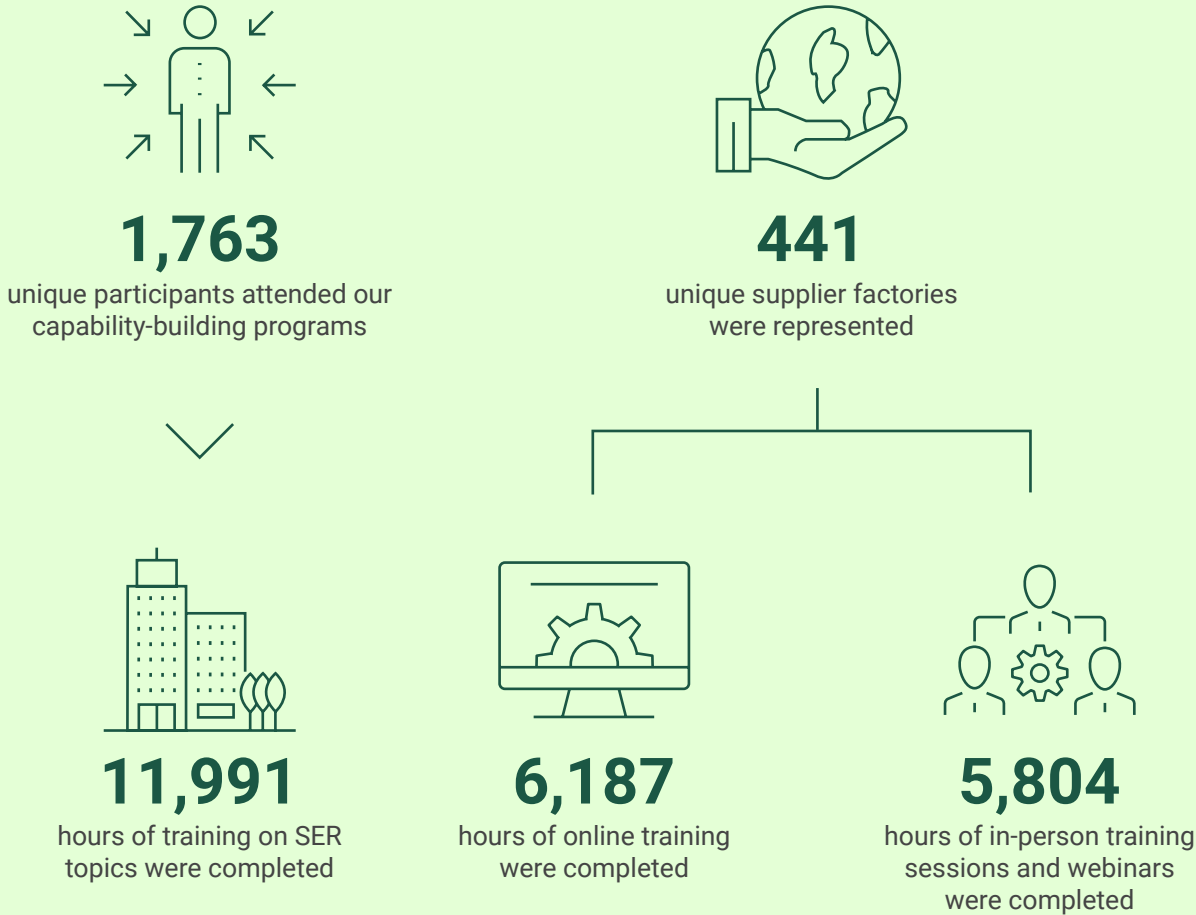 1,763
unique participants attended our
capability-building programs
441
unique supplier factories
were represented
11,991
hours of training on SER
topics were completed
6,187
hours of online training
were completed
5,804
hours of in-person training
sessions and webinars
were completed